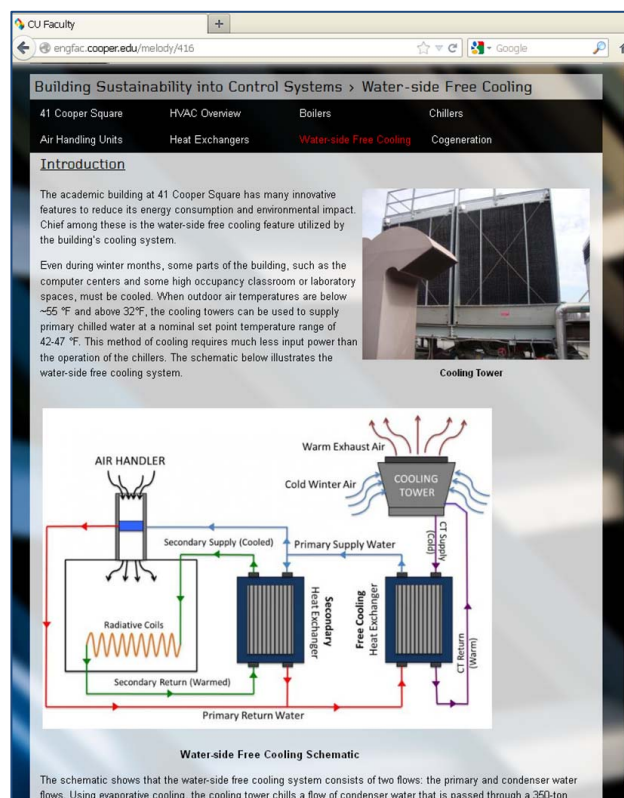 CU Faculty
engfac.cooper.edu/melody/416
Google
Building Sustainability into Control Systems › Water-side Free Cooling
41 Cooper Square HVAC Overview Boilers Chillers
Air Handling Units Heat Exchangers Water-side Free Cooling Cogeneration
Introduction
The academic building at 41 Cooper Square has many innovative
features to reduce its energy consumption and environmental impact.
Chief among these is the water-side free cooling feature utilized by
the building's cooling system.
Even during winter months, some parts of the building, such as the
computer centers and some high occupancy classroom or laboratory
spaces, must be cooled. When outdoor air temperatures are below
~55 °F and above 32°F, the cooling towers can be used to supply
primary chilled water at a nominal set point temperature range of
42-47 °F. This method of cooling requires much less input power than
the operation of the chillers. The schematic below illustrates the
water-side free cooling system.
Cooling Tower
Warm Exhaust Air
AIR HANDLER
Cold Winter Air
COOLING
TOWER
Secondary Supply (Cooled)
Primary Supply Water
CT Supply
(Cold)
Radiative Coils
Secondary
Heat Exchanger
Free Cooling
Heat Exchanger
CT Return
(Warm)
Secondary Return (Warmed)
Primary Return Water
Water-side Free Cooling Schematic
The schematic shows that the water-side free cooling system consists of two flows: the primary and condenser water
flows. Using evaporative cooling, the cooling tower chills a flow of condenser water that is passed through a 350-ton